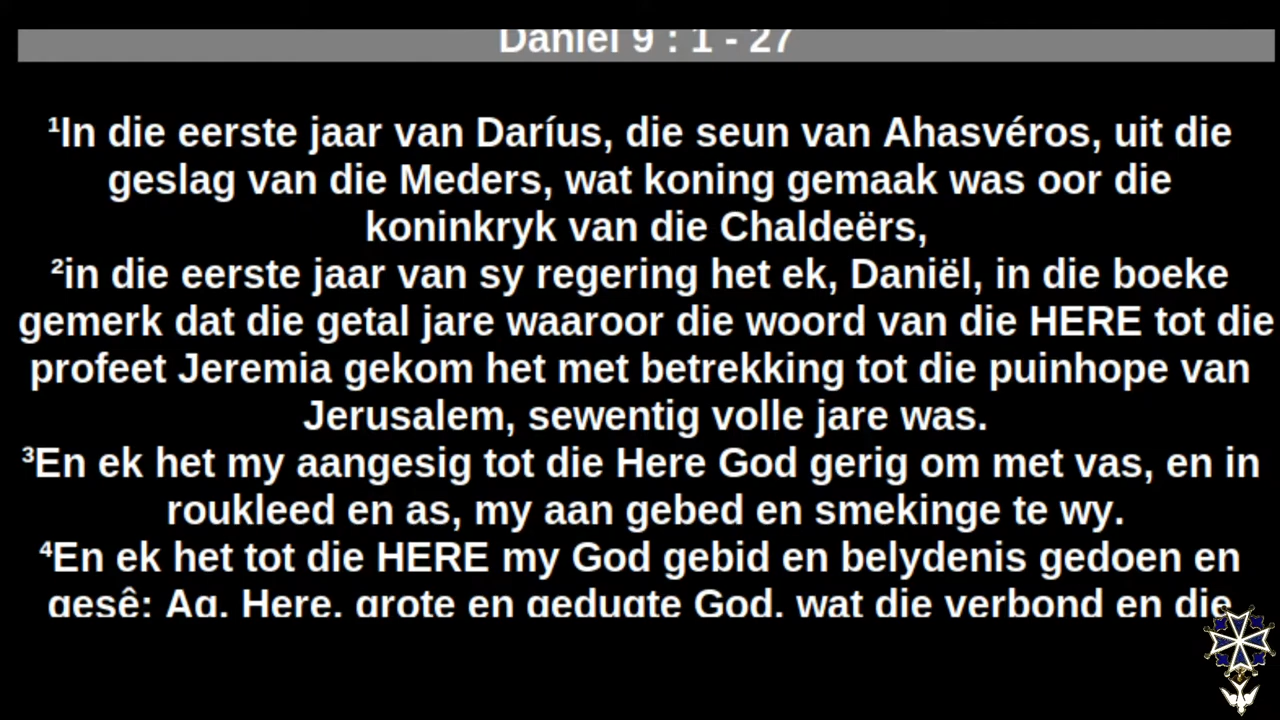 Daniël 9 : 1 - 27
¹In die eerste jaar van Daríus, die seun van Ahasvéros, uit die
geslag van die Meders, wat koning gemaak was oor die
koninkryk van die Chaldeërs,
²in die eerste jaar van sy regering het ek, Daniël, in die boeke
gemerk dat die getal jare waaroor die woord van die HERE tot die
profeet Jeremia gekom het met betrekking tot die puinhope van
Jerusalem, sewentig volle jare was.
³En ek het my aangesig tot die Here God gerig om met vas, en in
roukleed en as, my aan gebed en smekinge te wy.
⁴En ek het tot die HERE my God gebid en belydenis gedoen en
gesê: Ag, Here, grote en gedugte God, wat die verbond en die